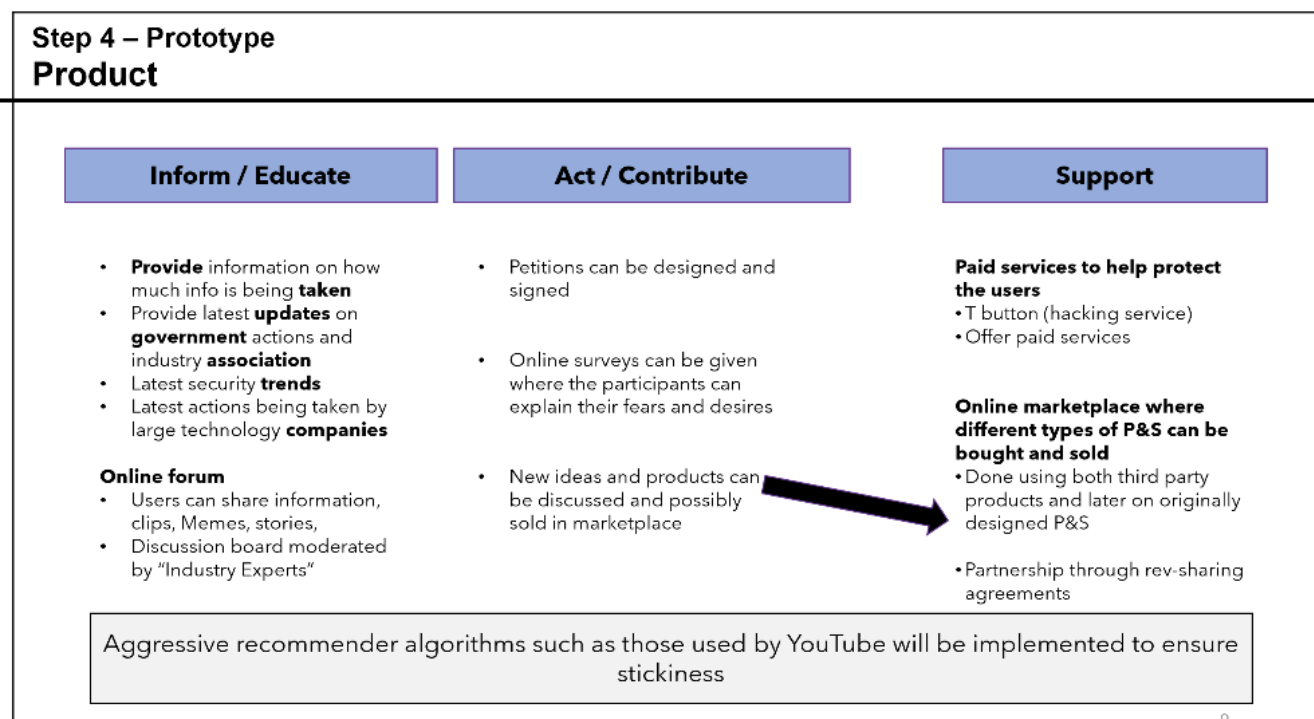 Step 4 – Prototype
Product
Inform / Educate
• Provide information on how
much info is being taken
• Provide latest updates on
government actions and
industry association
• Latest security trends
• Latest actions being taken by
large technology companies
Online forum
• Users can share information,
clips, Memes, stories,
• Discussion board moderated
by “Industry Experts”
Act / Contribute
• Petitions can be designed and
signed
• Online surveys can be given
where the participants can
explain their fears and desires
• New ideas and products can
be discussed and possibly
sold in marketplace
Support
Paid services to help protect
the users
• T button (hacking service)
• Offer paid services
Online marketplace where
different types of P&S can be
bought and sold
• Done using both third party
products and later on originally
designed P&S
• Partnership through rev-sharing
agreements
Aggressive recommender algorithms such as those used by YouTube will be implemented to ensure
stickiness